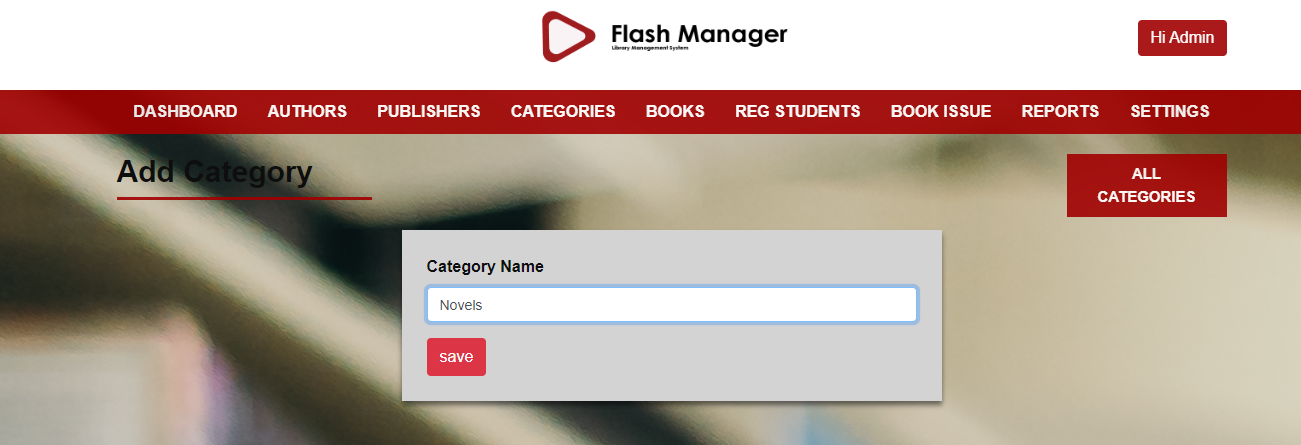 Flash Manager
Library Management System
Hi Admin
DASHBOARD AUTHORS PUBLISHERS CATEGORIES BOOKS REG STUDENTS BOOK ISSUE REPORTS SETTINGS
Add Category
ALL
CATEGORIES
Category Name
Novels
save